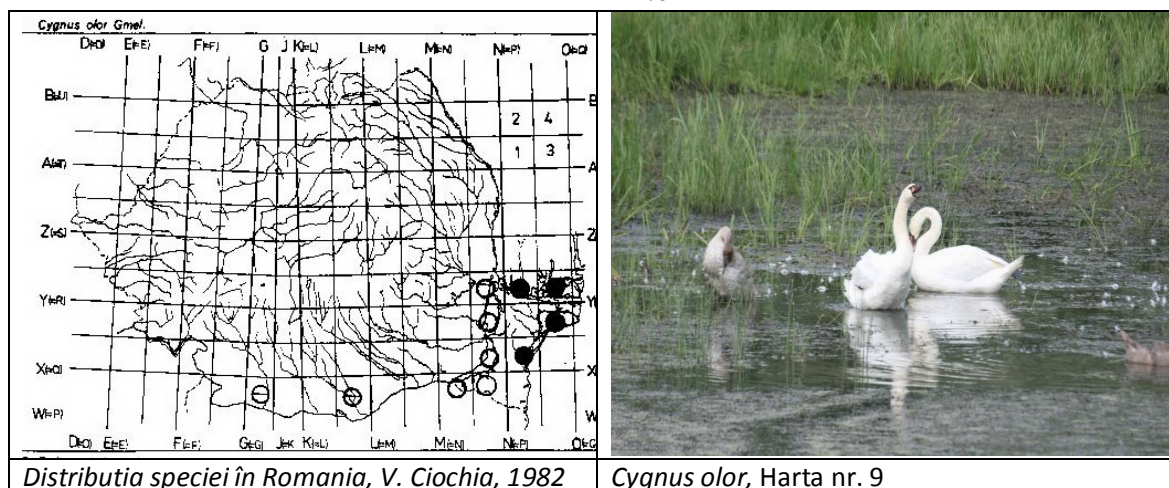 Cygnus olor Gmel.
D(=O) E(=E) F(=F) G J K(=L) L(=M) M(=N) N(=P) O(=Q)
B(=U) B
2 4
1 3
A(=T) A
Z(=S) Z
Y(=R) Y
X(=Q) X
W(=P) W
D(=O) E(=E) F(=F) G(=G) J=K K(=L) L(=M) M(=N) N(=P) O(=Q
Distributia speciei în Romania, V. Ciochia, 1982
Cygnus olor, Harta nr. 9